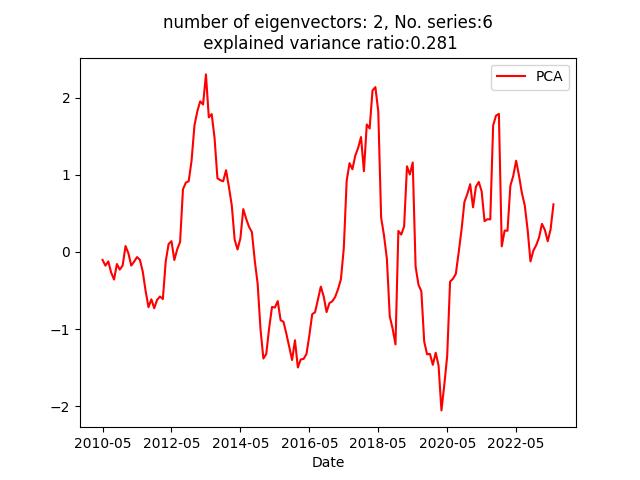 number of eigenvectors: 2, No. series:6
explained variance ratio:0.281
PCA
2
1
0
−1
−2
2010-05 2012-05 2014-05 2016-05 2018-05 2020-05 2022-05
Date